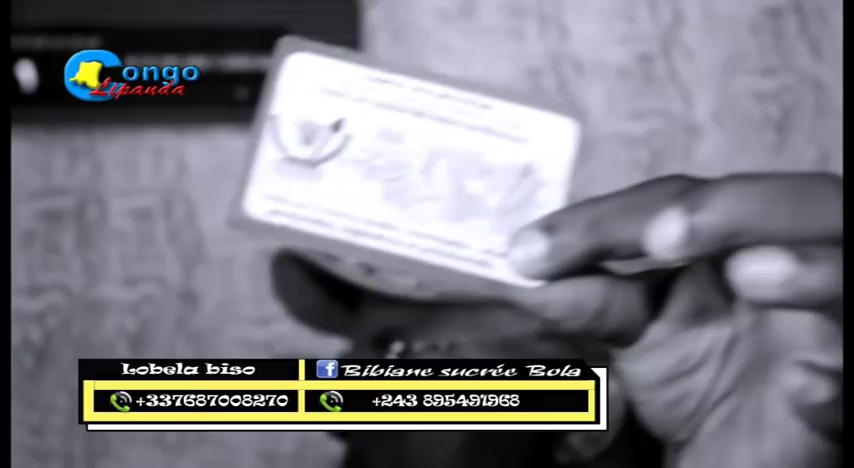 Congo
Lipanda
Lobela biso
Bibiane sucrée Bola
+337687008270
+243 895491968